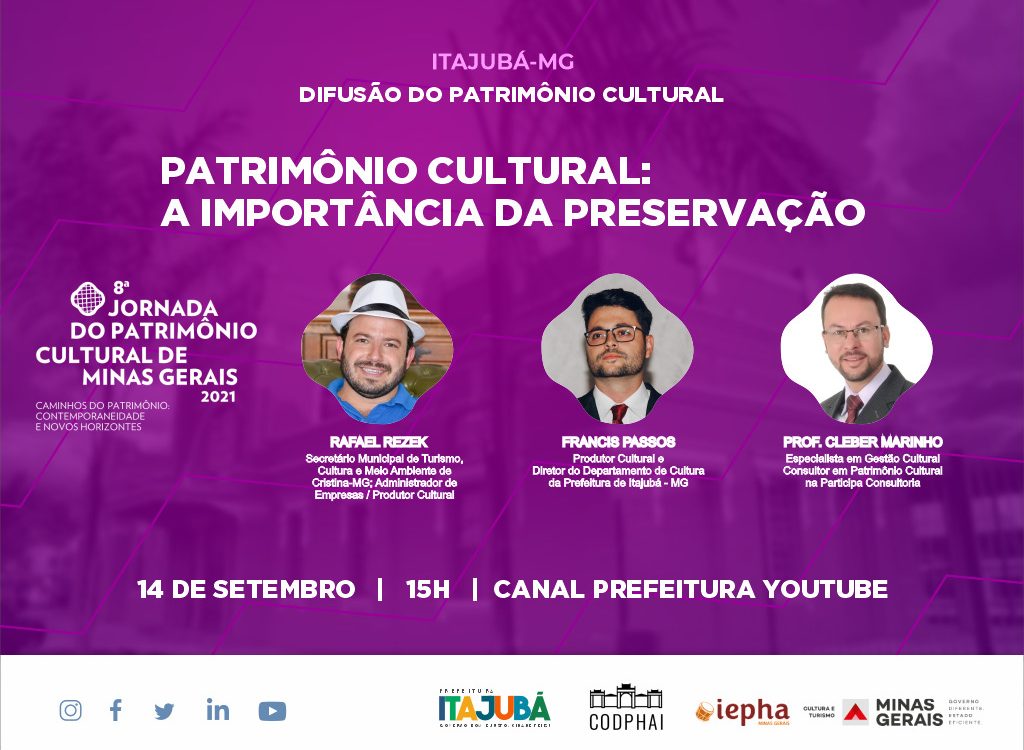 ITAJUBÁ-MG
DIFUSÃO DO PATRIMÔNIO CULTURAL
PATRIMÔNIO CULTURAL:
A IMPORTÂNCIA DA PRESERVAÇÃO
8ª
JORNADA
DO PATRIMÔNIO
CULTURAL DE
MINAS GERAIS
2021
CAMINHOS DO PATRIMÔNIO:
CONTEMPORANEIDADE
E NOVOS HORIZONTES
RAFAEL REZEK
Secretário Municipal de Turismo,
Cultura e Meio Ambiente de
Cristina-MG; Administrador de
Empresas / Produtor Cultural
FRANCIS PASSOS
Produtor Cultural e
Diretor do Departamento de Cultura
da Prefeitura de Itajubá - MG
PROF. CLEBER MARINHO
Especialista em Gestão Cultural
Consultor em Patrimônio Cultural
na Participa Consultoria
14 DE SETEMBRO | 15H | CANAL PREFEITURA YOUTUBE
PREFEITURA
ITAJUBÁ
CODPHAI
iepha
MINAS GERAIS
CULTURA E
TURISMO
MINAS
GERAIS
GOVERNO
DIFERENTE.
ESTADO
EFICIENTE.